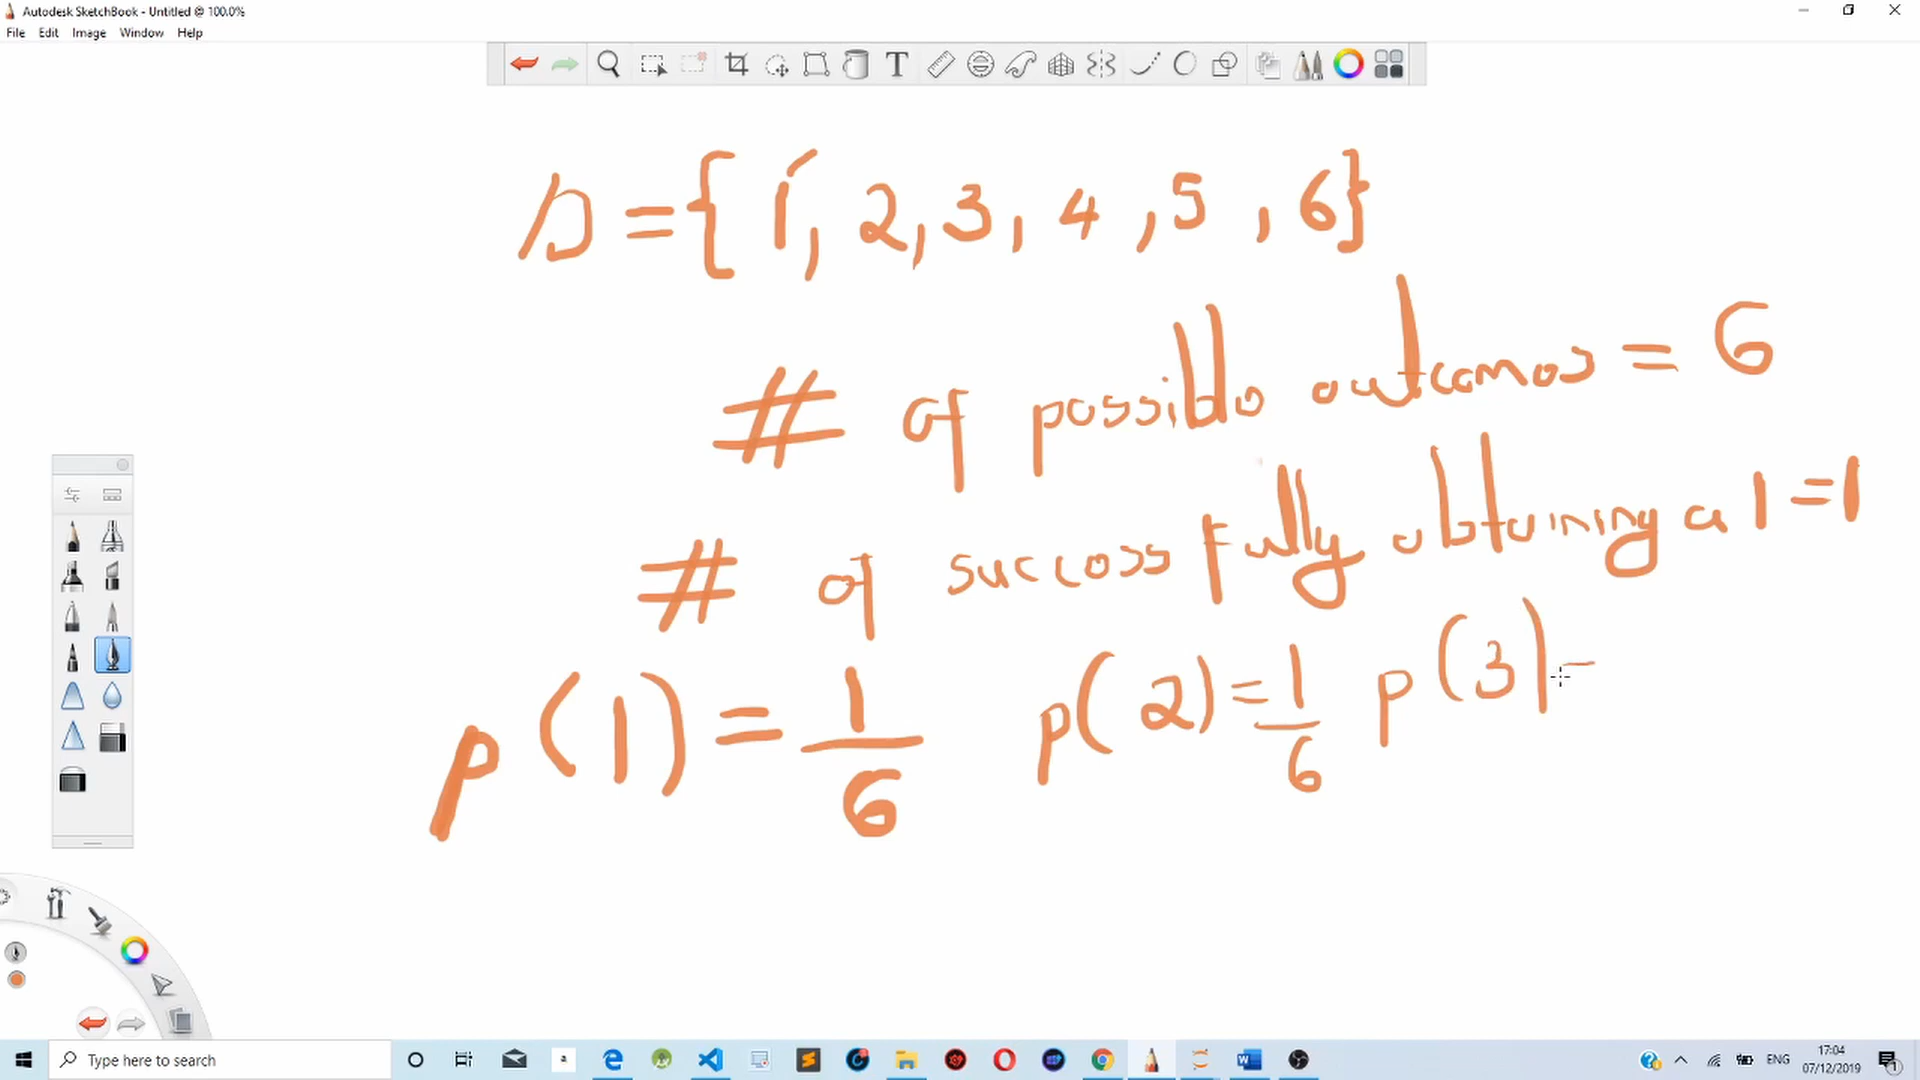 Autodesk SketchBook - Untitled @ 100.0%
File Edit Image Window Help
D = { 1, 2, 3, 4, 5, 6}
# of possible outcomes = 6
# of successfully obtaining a 1 = 1
p(1) = 1/6 p(2) = 1/6 p(3) -
Type here to search
ENG
17:04
07/12/2019